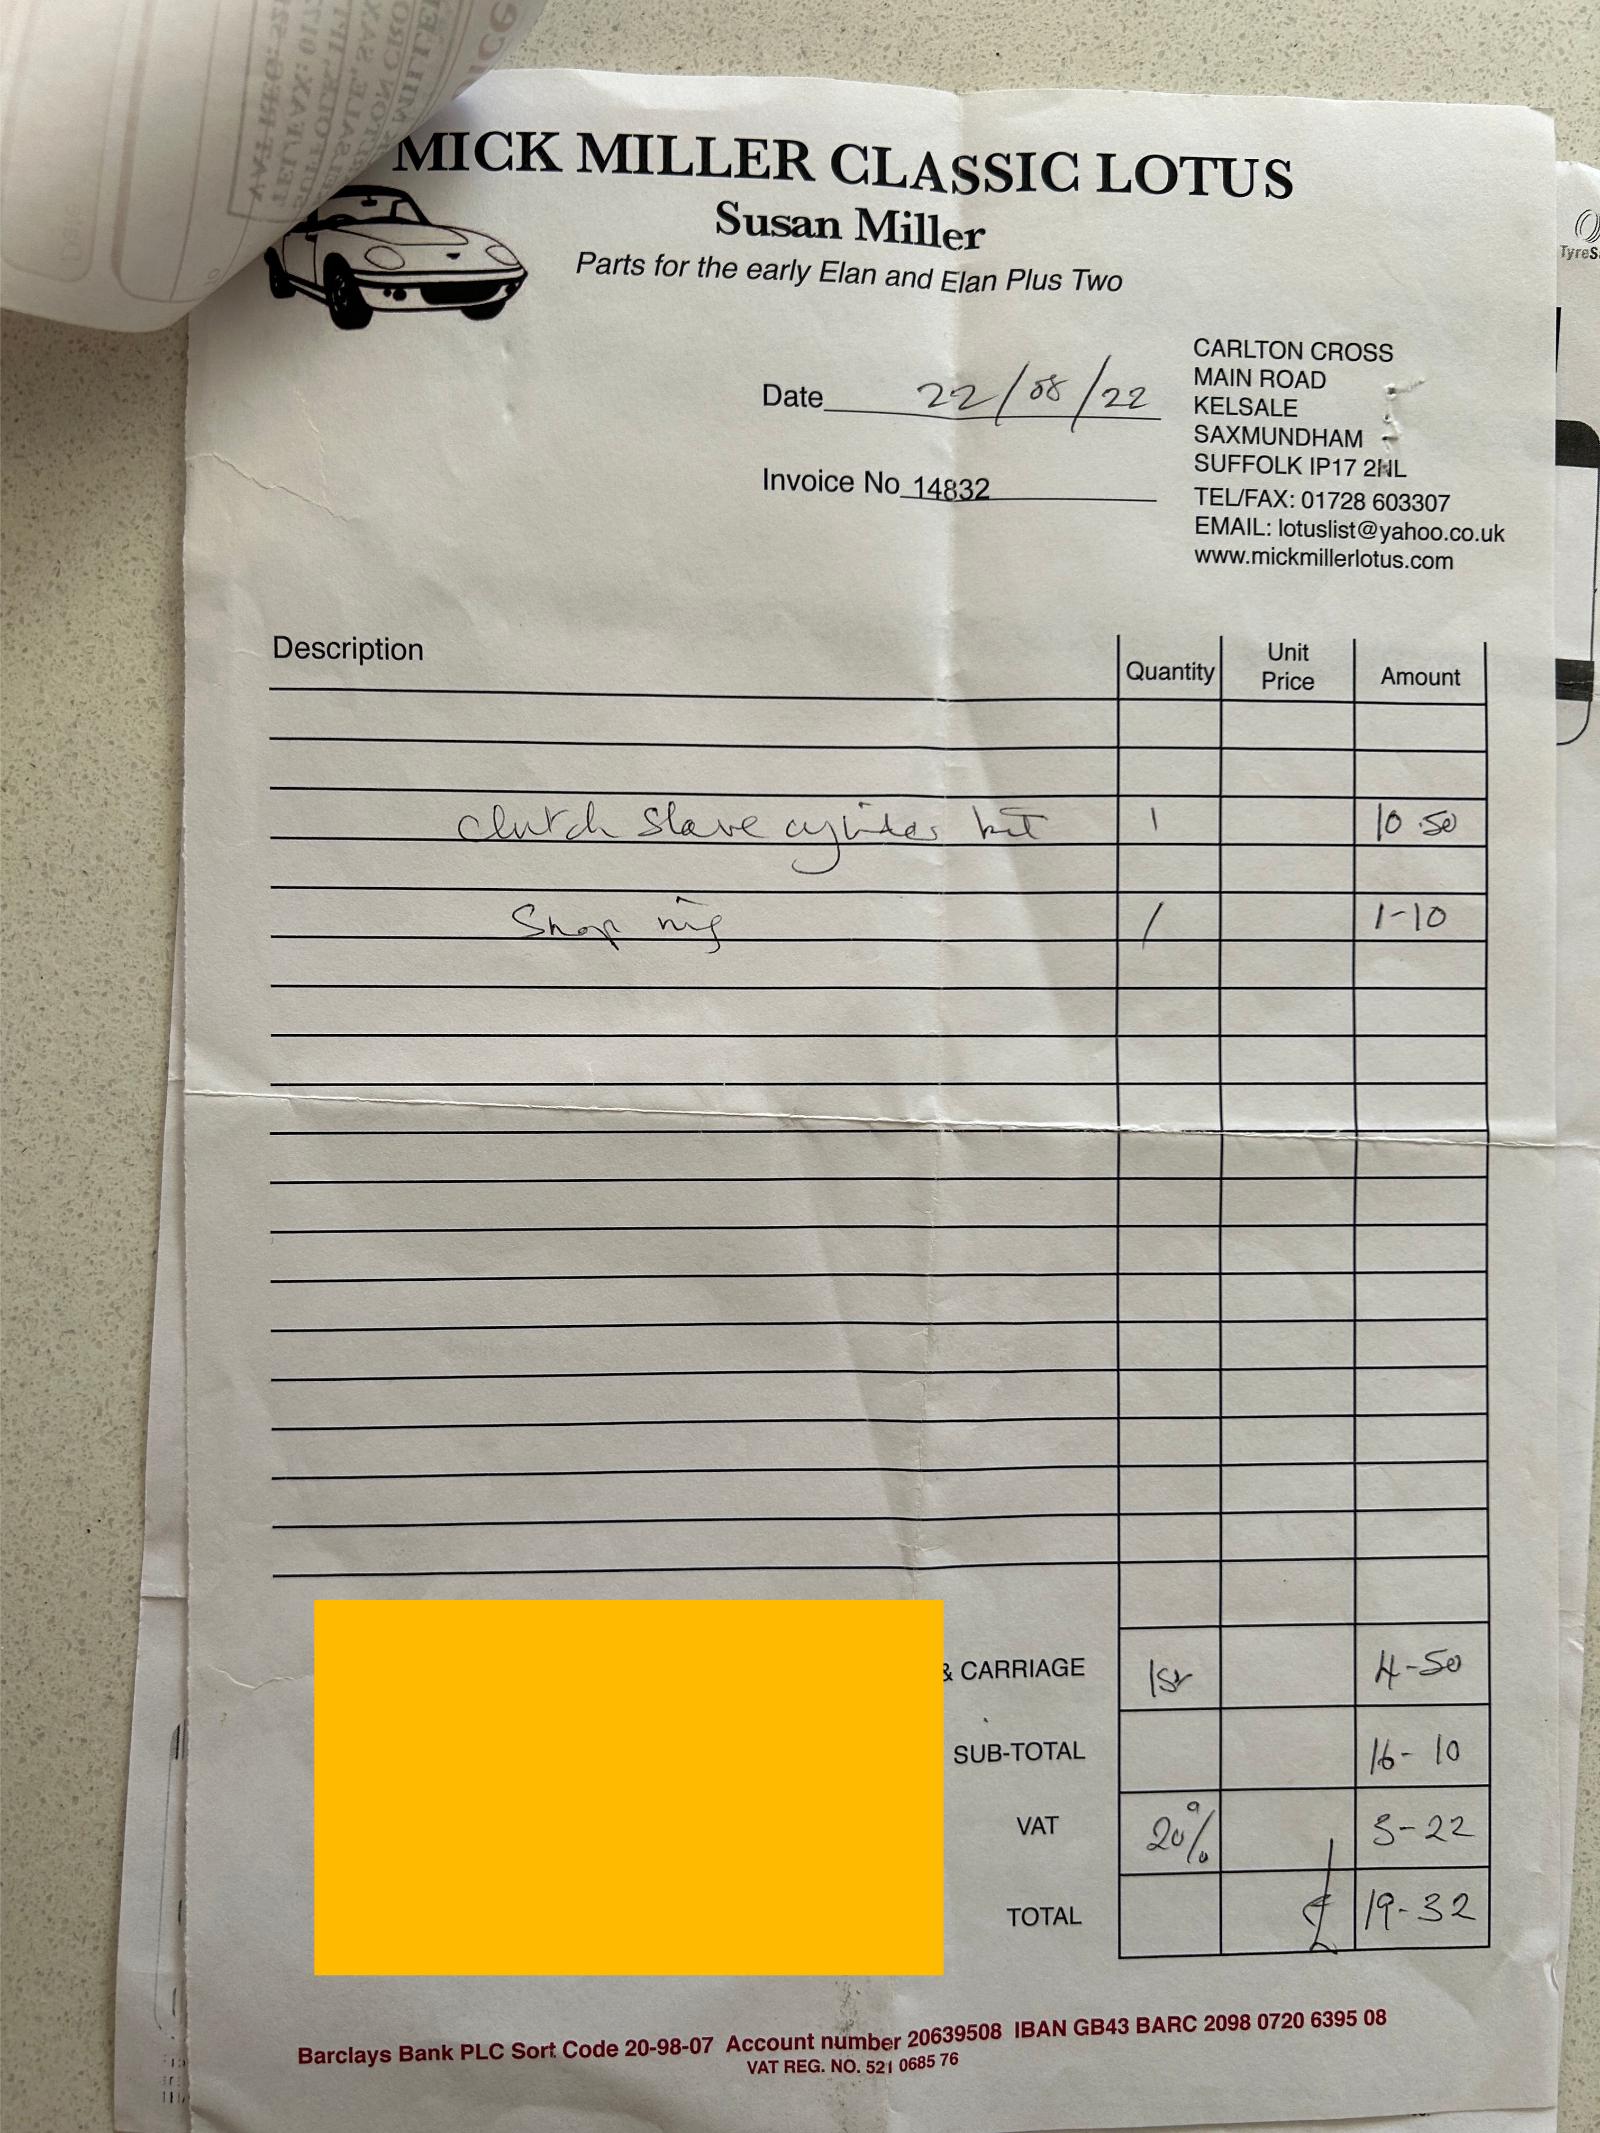 MICK MILLER CLASSIC LOTUS
Susan Miller
Parts for the early Elan and Elan Plus Two
CARLTON CROSS
MAIN ROAD
KELSALE
SAXMUNDHAM
SUFFOLK IP17 2NL
TEL/FAX: 01728 603307
EMAIL: lotuslist@yahoo.co.uk
www.mickmillerlotus.com
Date 22/08/22
Invoice No 14832
Description Quantity Unit Price Amount
Clutch Slave cylinder kit 1 10.50
Snap ring 1 1-10
& CARRIAGE 1st 4-50
SUB-TOTAL 16-10
VAT 20% 3-22
TOTAL £ 19-32
Barclays Bank PLC Sort Code 20-98-07 Account number 20639508 IBAN GB43 BARC 2098 0720 6395 08
VAT REG. NO. 521 0685 76
TyreS